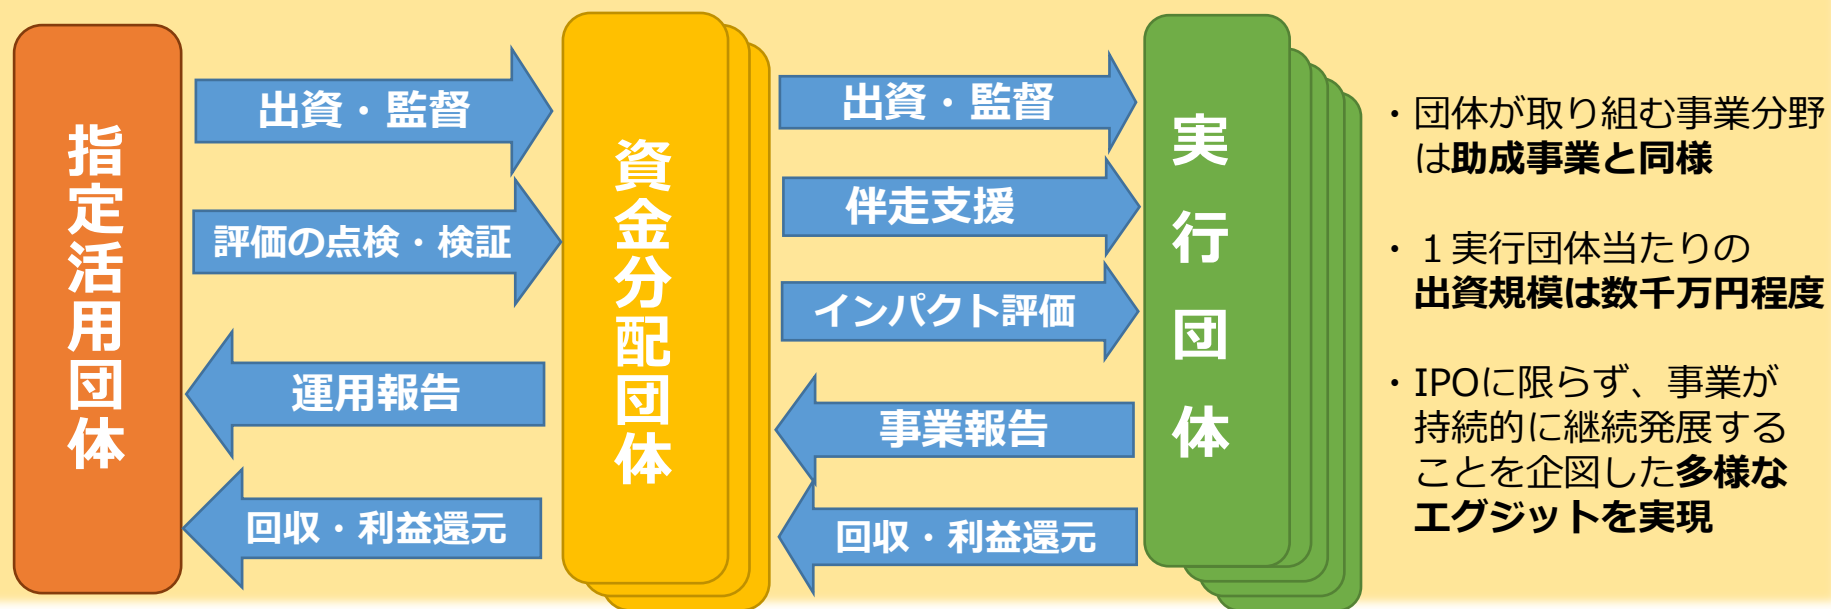 指定活用団体
出資・監督
評価の点検・検証
運用報告
回収・利益還元
資金分配団体
出資・監督
伴走支援
インパクト評価
事業報告
回収・利益還元
実行団体
・団体が取り組む事業分野
は助成事業と同様
・１実行団体当たりの
出資規模は数千万円程度
・IPOに限らず、事業が
持続的に継続発展する
ことを企図した多様な
エグジットを実現